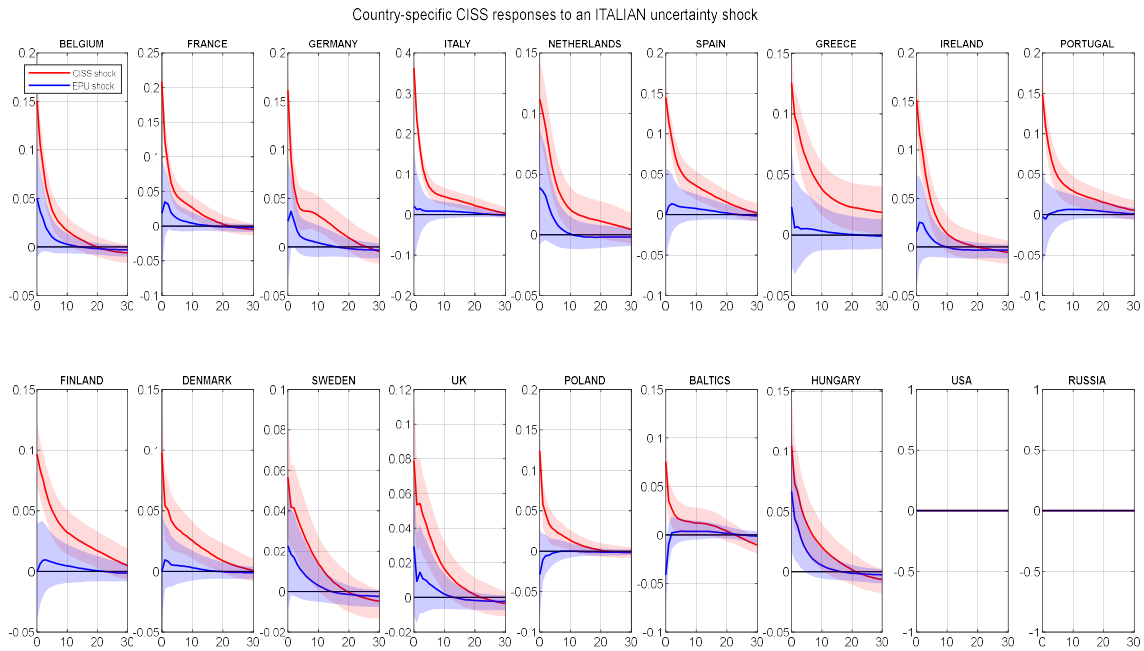 Country-specific CISS responses to an ITALIAN uncertainty shock
BELGIUM FRANCE GERMANY ITALY NETHERLANDS SPAIN GREECE IRELAND PORTUGAL
CISS shock
EPU shock
0.2 0.15 0.1 0.05 0 -0.05
0.25 0.2 0.15 0.1 0.05 0 -0.05 -0.1
0.2 0.15 0.1 0.05 0 -0.05
0.4 0.3 0.2 0.1 0 -0.1 -0.2
0.15 0.1 0.05 0 -0.05
0.2 0.15 0.1 0.05 0 -0.05 -0.1
0.15 0.1 0.05 0 -0.05
0.2 0.15 0.1 0.05 0 -0.05
0.2 0.15 0.1 0.05 0 -0.05 -0.1
0 10 20 30 0 10 20 30 0 10 20 30 0 10 20 30 0 10 20 30 0 10 20 30 0 10 20 30 0 10 20 30 0 10 20 30
FINLAND DENMARK SWEDEN UK POLAND BALTICS HUNGARY USA RUSSIA
0.15 0.1 0.05 0 -0.05
0.15 0.1 0.05 0 -0.05
0.1 0.08 0.06 0.04 0.02 0 -0.02
0.12 0.1 0.08 0.06 0.04 0.02 0 -0.02
0.2 0.15 0.1 0.05 0 -0.05 -0.1
0.15 0.1 0.05 0 -0.05 -0.1
0.15 0.1 0.05 0 -0.05
1 0.5 0 -0.5 -1
1 0.5 0 -0.5 -1
0 10 20 30 0 10 20 30 0 10 20 30 0 10 20 30 0 10 20 30 0 10 20 30 0 10 20 30 0 10 20 30 0 10 20 30